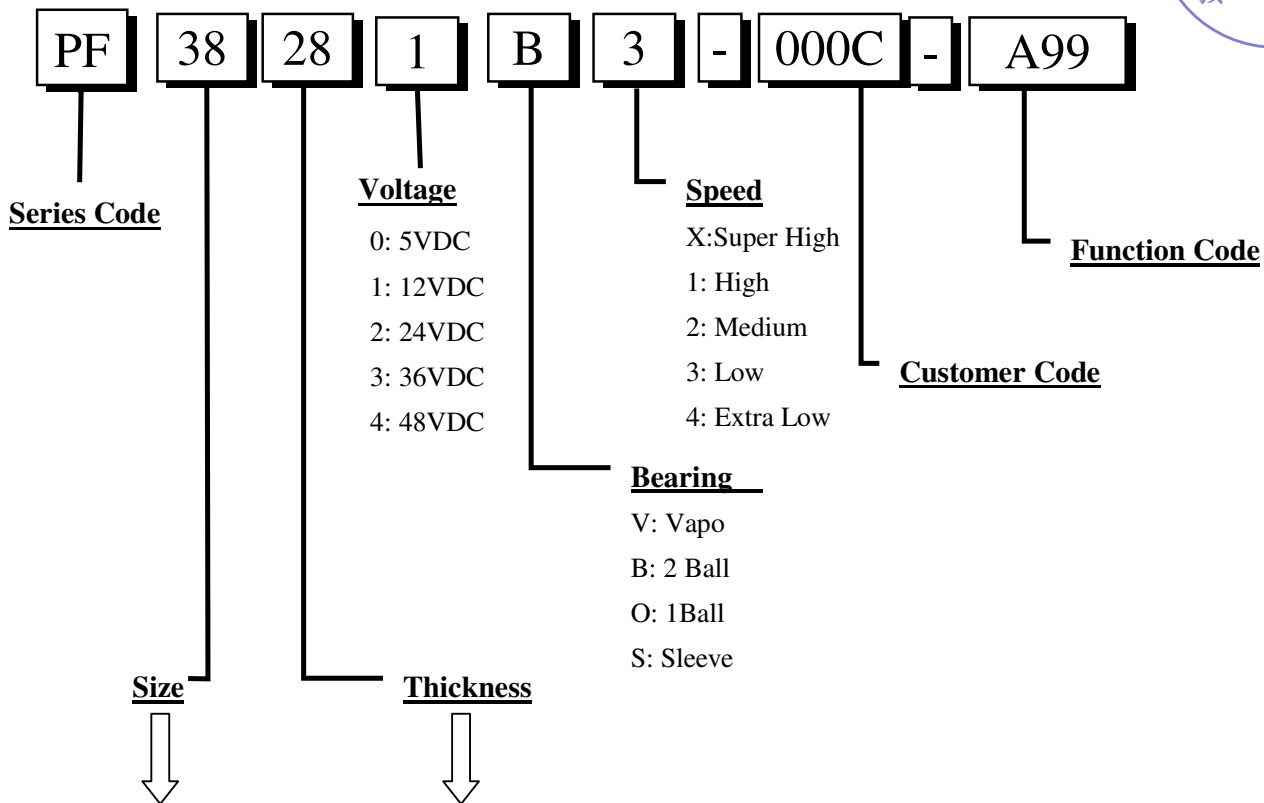 PF 38 28 1 B 3 - 000C - A99
Series Code
Voltage
0: 5VDC
1: 12VDC
2: 24VDC
3: 36VDC
4: 48VDC
Speed
X:Super High
1: High
2: Medium
3: Low
4: Extra Low
Function Code
Customer Code
Bearing
V: Vapo
B: 2 Ball
O: 1Ball
S: Sleeve
Size
Thickness